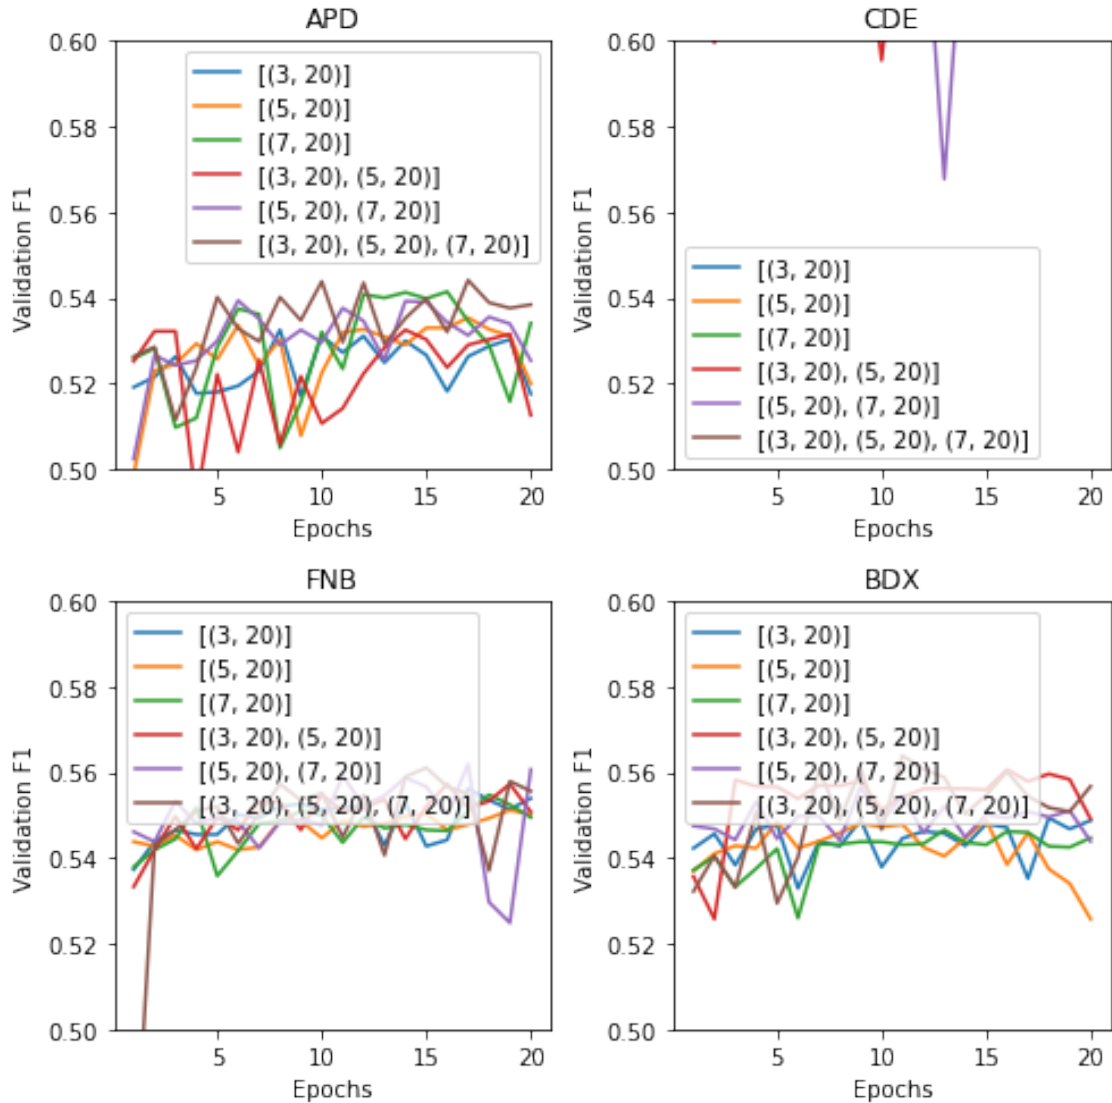 APD
0.60
0.58
0.56
0.54
0.52
0.50
Validation F1
[(3, 20)]
[(5, 20)]
[(7, 20)]
[(3, 20), (5, 20)]
[(5, 20), (7, 20)]
[(3, 20), (5, 20), (7, 20)]
5 10 15 20
Epochs
CDE
0.60
0.58
0.56
0.54
0.52
0.50
Validation F1
[(3, 20)]
[(5, 20)]
[(7, 20)]
[(3, 20), (5, 20)]
[(5, 20), (7, 20)]
[(3, 20), (5, 20), (7, 20)]
5 10 15 20
Epochs
FNB
0.60
0.58
0.56
0.54
0.52
0.50
Validation F1
[(3, 20)]
[(5, 20)]
[(7, 20)]
[(3, 20), (5, 20)]
[(5, 20), (7, 20)]
[(3, 20), (5, 20), (7, 20)]
5 10 15 20
Epochs
BDX
0.60
0.58
0.56
0.54
0.52
0.50
Validation F1
[(3, 20)]
[(5, 20)]
[(7, 20)]
[(3, 20), (5, 20)]
[(5, 20), (7, 20)]
[(3, 20), (5, 20), (7, 20)]
5 10 15 20
Epochs